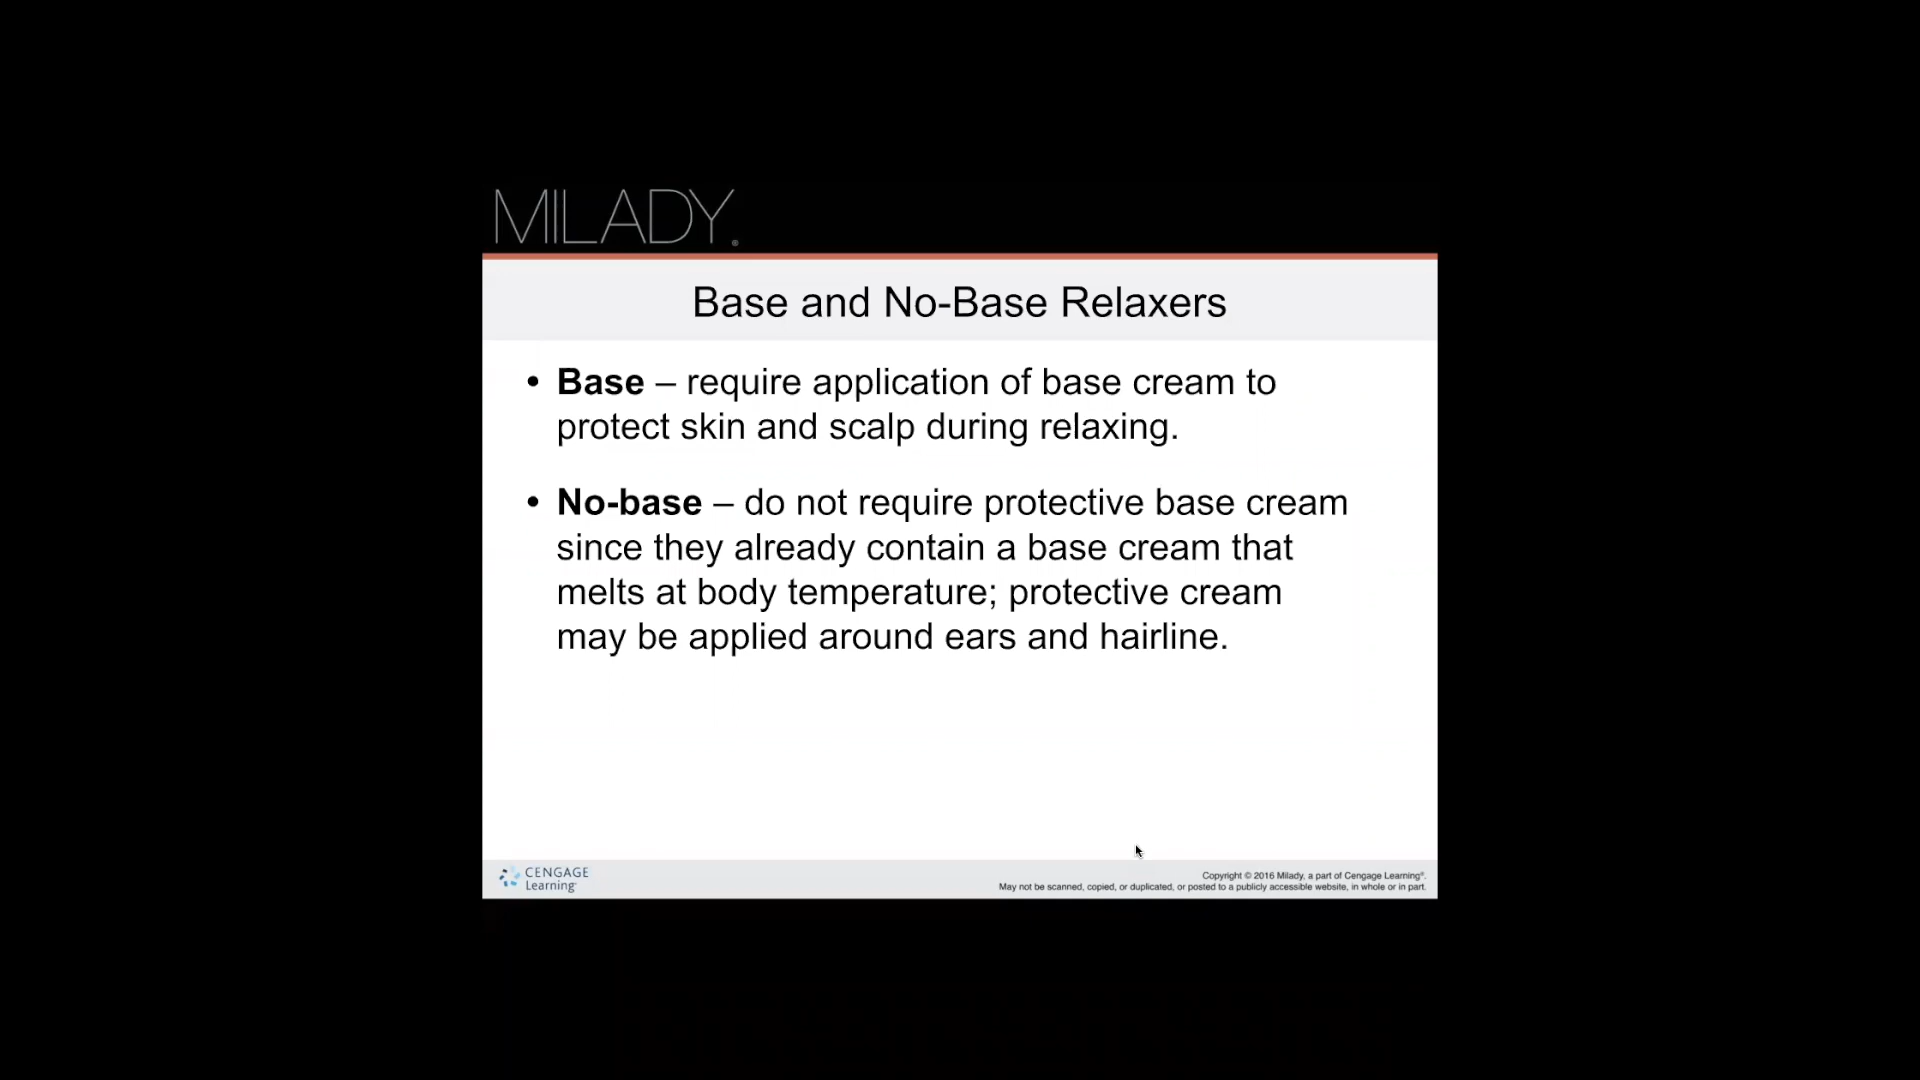 MILADY®
Base and No-Base Relaxers
• Base – require application of base cream to
protect skin and scalp during relaxing.
• No-base – do not require protective base cream
since they already contain a base cream that
melts at body temperature; protective cream
may be applied around ears and hairline.
CENGAGE
Learning®
Copyright © 2016 Milady, a part of Cengage Learning®.
May not be scanned, copied, or duplicated, or posted to a publicly accessible website, in whole or in part.